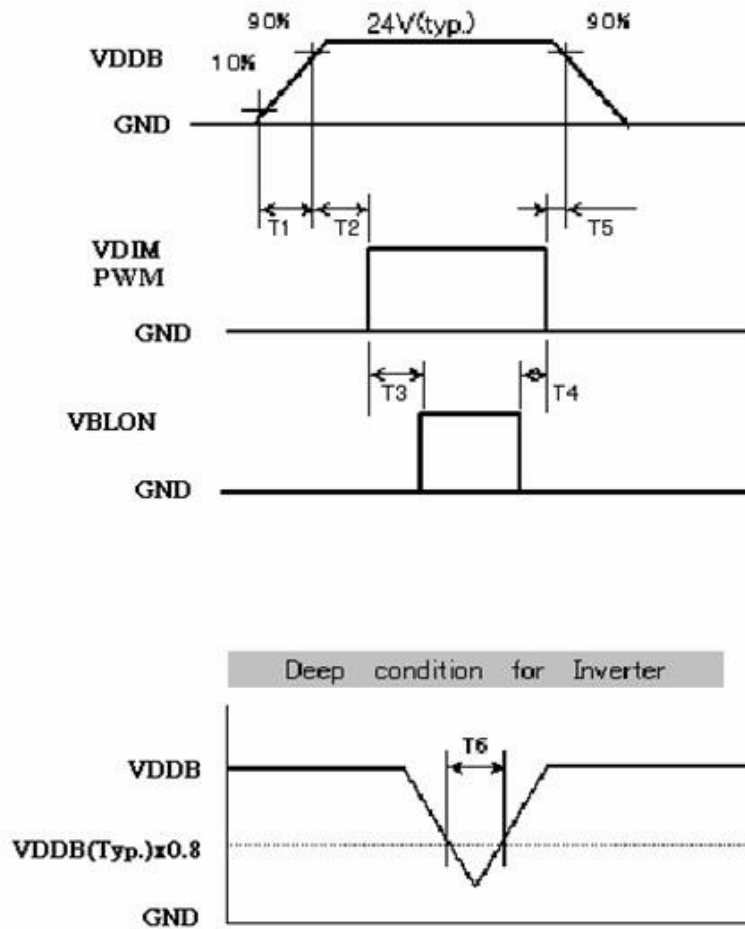 90% 24V(typ.) 90%
VDDB
10%
GND
T1 T2 T5
VDIM
PWM
GND
T3 T4
VBLON
GND
Deep condition for Inverter
T6
VDDB
VDDB(Typ.)x0.8
GND